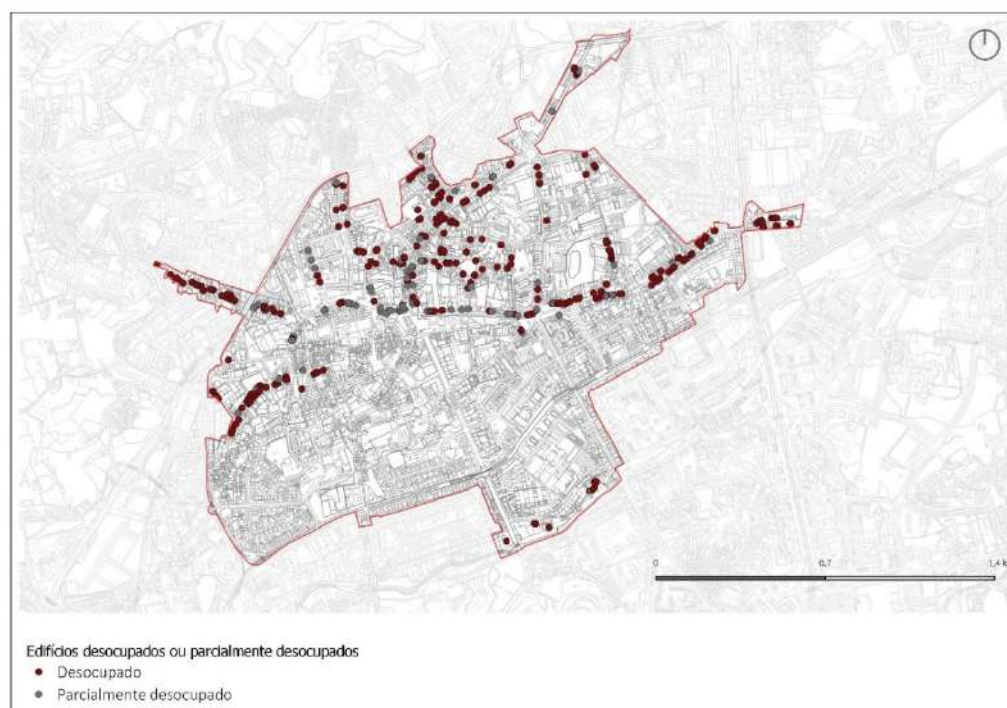 0
0,7
1,4 k
Edifícios desocupados ou parcialmente desocupados
Desocupado
Parcialmente desocupado